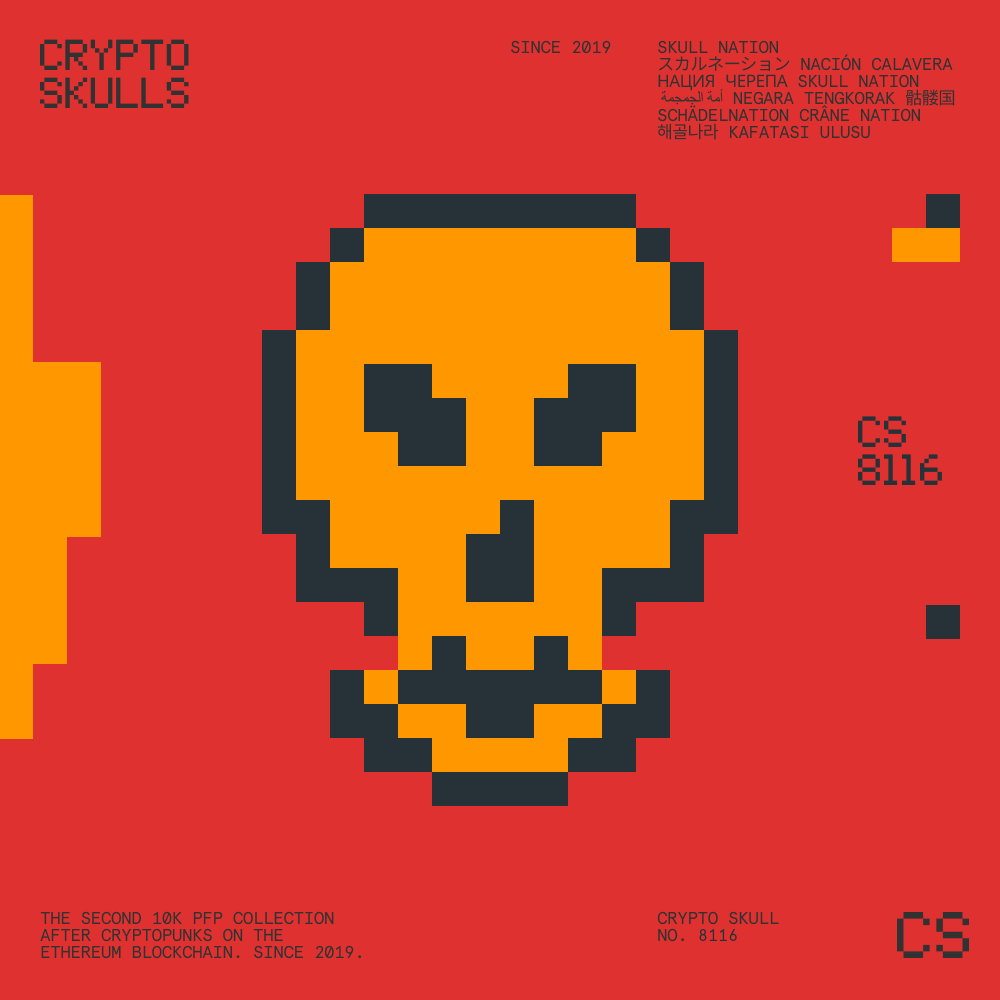 CRYPTO
SKULLS
SINCE 2019
SKULL NATION
スカルネーション NACIÓN CALAVERA
НАЦИЯ ЧЕРЕПА SKULL NATION
أمة الجمجمة NEGARA TENGKORAK 骷髅国
SCHÄDELNATION CRÂNE NATION
해골나라 KAFATASI ULUSU
CS
8116
THE SECOND 10K PFP COLLECTION
AFTER CRYPTOPUNKS ON THE
ETHEREUM BLOCKCHAIN. SINCE 2019.
CRYPTO SKULL
NO. 8116
CS